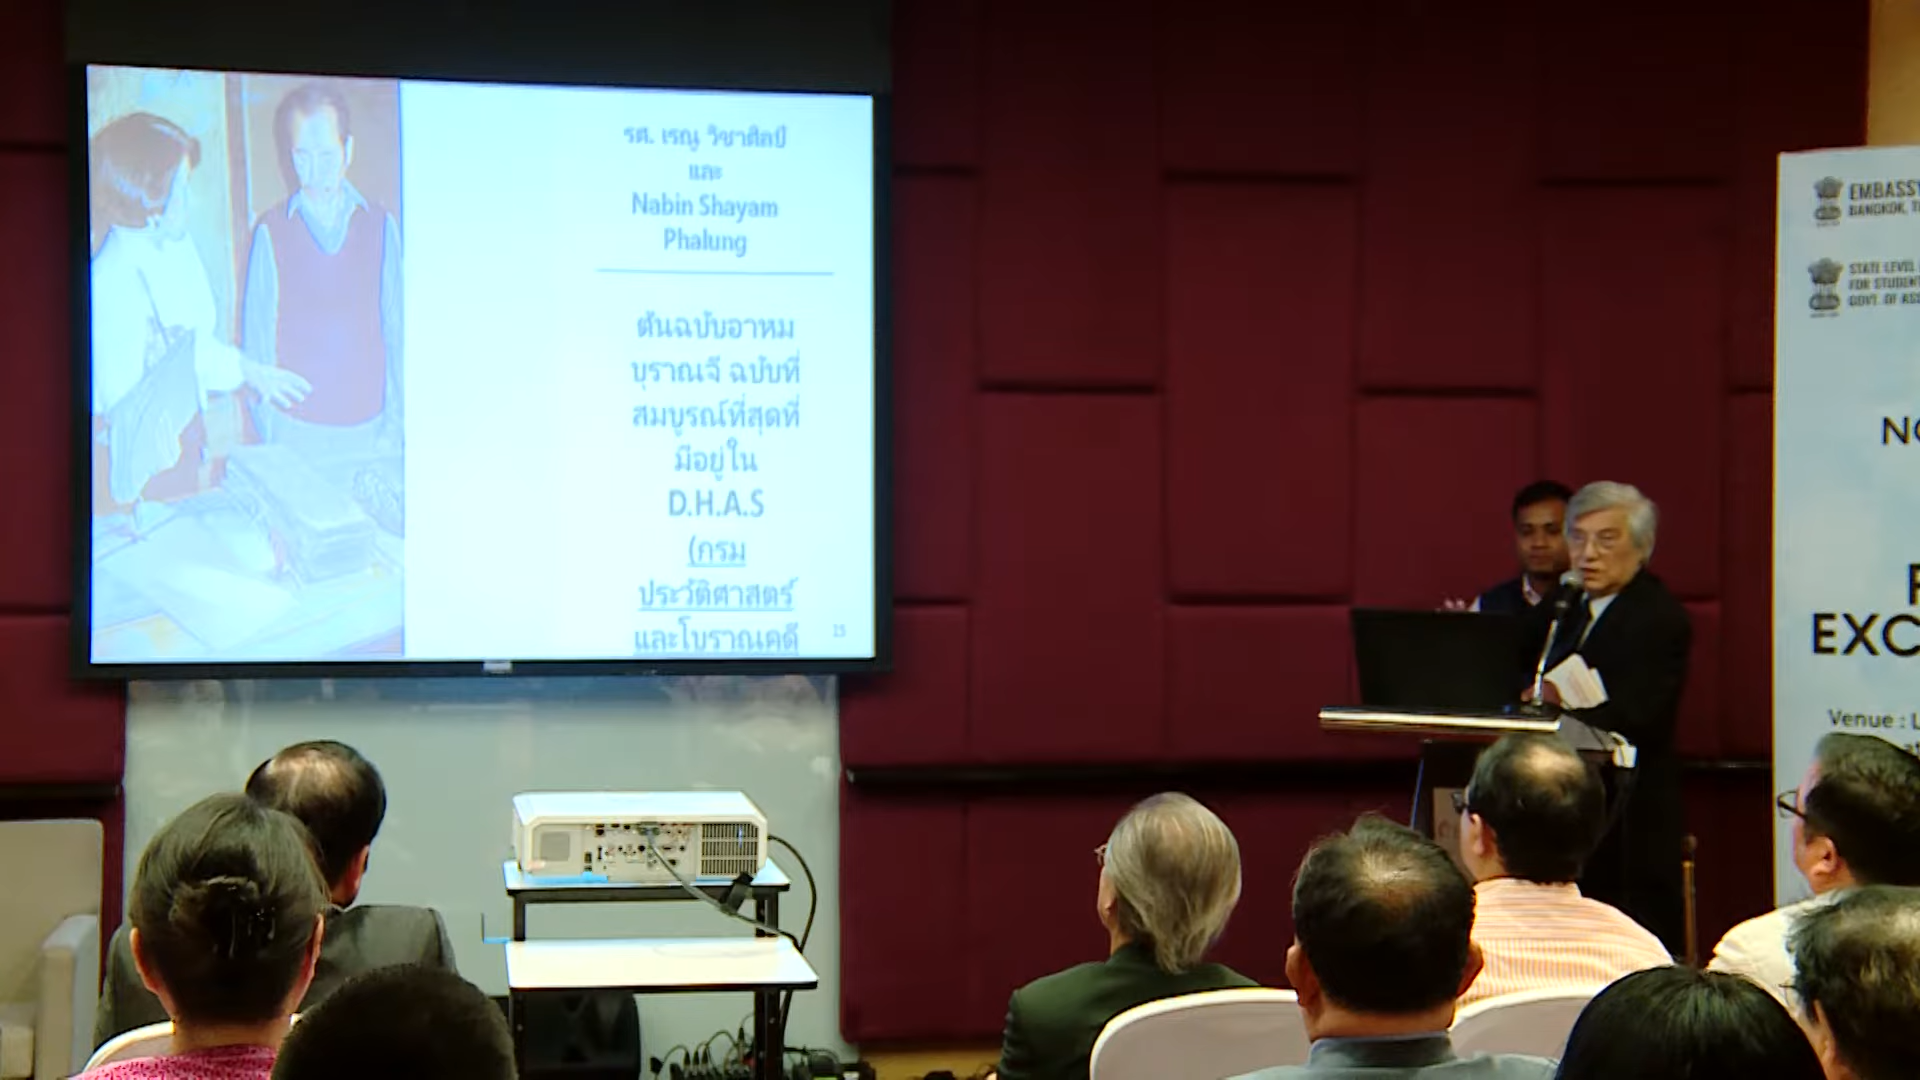 รศ. เรณู วิชาศิลป์
และ
Nabin Shayam
Phalung
ต้นฉบับอาหม
บุราณจี ฉบับที่
สมบูรณ์ที่สุดที่
มีอยู่ใน
D.H.A.S
(กรม
ประวัติศาสตร์
และโบราณคดี
15
EMBASSY
BANGKOK,
STATE LEVEL
FOR STUDENT
GOVT. OF
EXC
Venue :